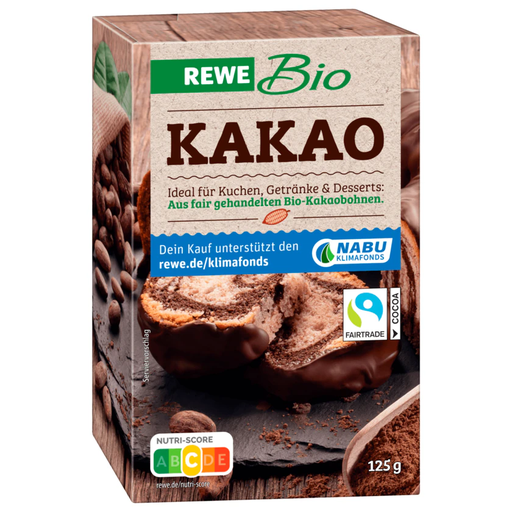 REWE Bio
KAKAO
Ideal für Kuchen, Getränke & Desserts:
Aus fair gehandelten Bio-Kakaobohnen.
Dein Kauf unterstützt den
rewe.de/klimafonds
NABU
KLIMAFONDS
FAIRTRADE
COCOA
Serviervorschlag
NUTRI-SCORE
A B C D E
rewe.de/nutri-score
125 g